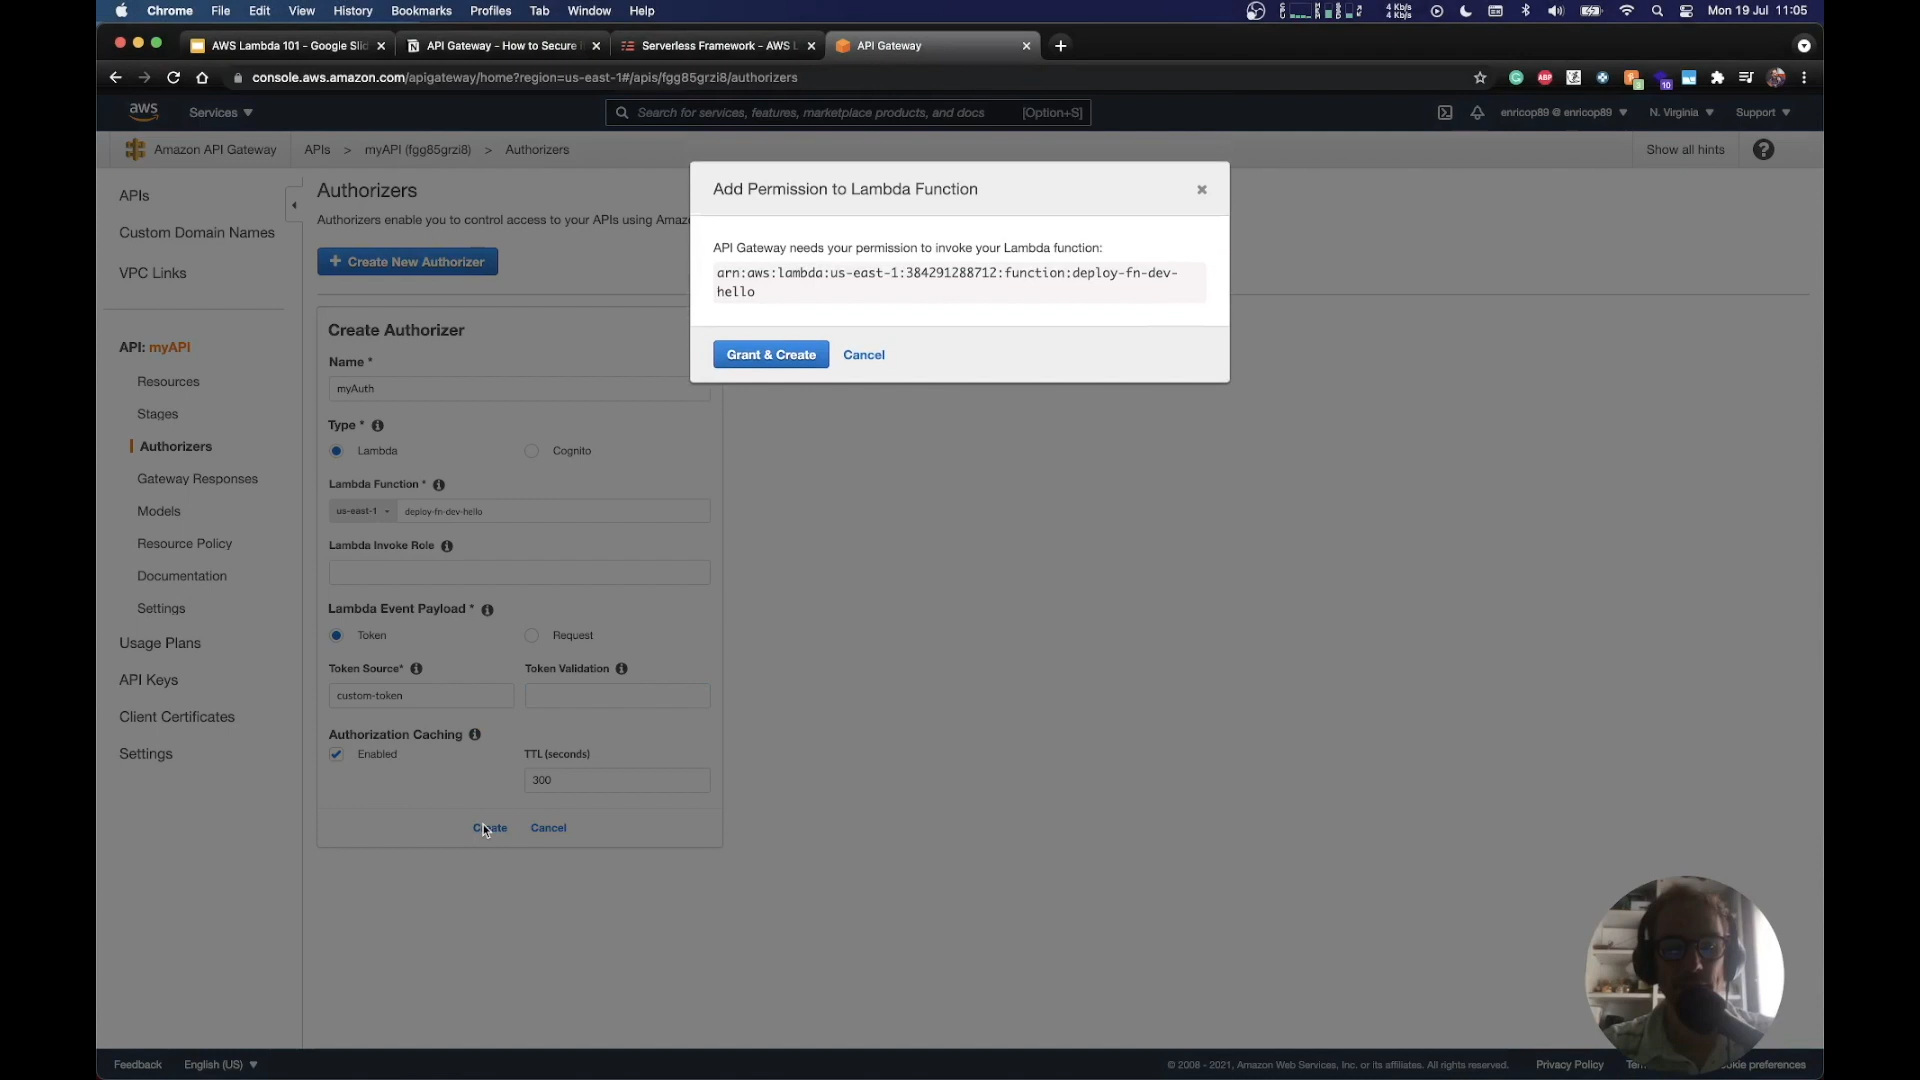 Chrome File Edit View History Bookmarks Profiles Tab Window Help
4 Kb/s
4 Kb/s
Mon 19 Jul 11:05
AWS Lambda 101 - Google Slid
API Gateway - How to Secure
Serverless Framework - AWS L
API Gateway
console.aws.amazon.com/apigateway/home?region=us-east-1#/apis/fgg85grzi8/authorizers
ABP
10
aws
Services
Search for services, features, marketplace products, and docs [Option+S]
enricop89 @ enricop89
N. Virginia
Support
Amazon API Gateway
APIs > myAPI (fgg85grzi8) > Authorizers
Show all hints
?
APIs
Custom Domain Names
VPC Links
API: myAPI
Resources
Stages
Authorizers
Gateway Responses
Models
Resource Policy
Documentation
Settings
Usage Plans
API Keys
Client Certificates
Settings
Authorizers
Authorizers enable you to control access to your APIs using Amaz
+ Create New Authorizer
Create Authorizer
Name *
myAuth
Type *
Lambda
Cognito
Lambda Function *
us-east-1
deploy-fn-dev-hello
Lambda Invoke Role
Lambda Event Payload *
Token
Request
Token Source*
Token Validation
custom-token
Authorization Caching
Enabled
TTL (seconds)
300
Create
Cancel
Add Permission to Lambda Function
API Gateway needs your permission to invoke your Lambda function:
arn:aws:lambda:us-east-1:384291288712:function:deploy-fn-dev-
hello
Grant & Create
Cancel
Feedback
English (US)
© 2008 - 2021, Amazon Web Services, Inc. or its affiliates. All rights reserved.
Privacy Policy
preferences